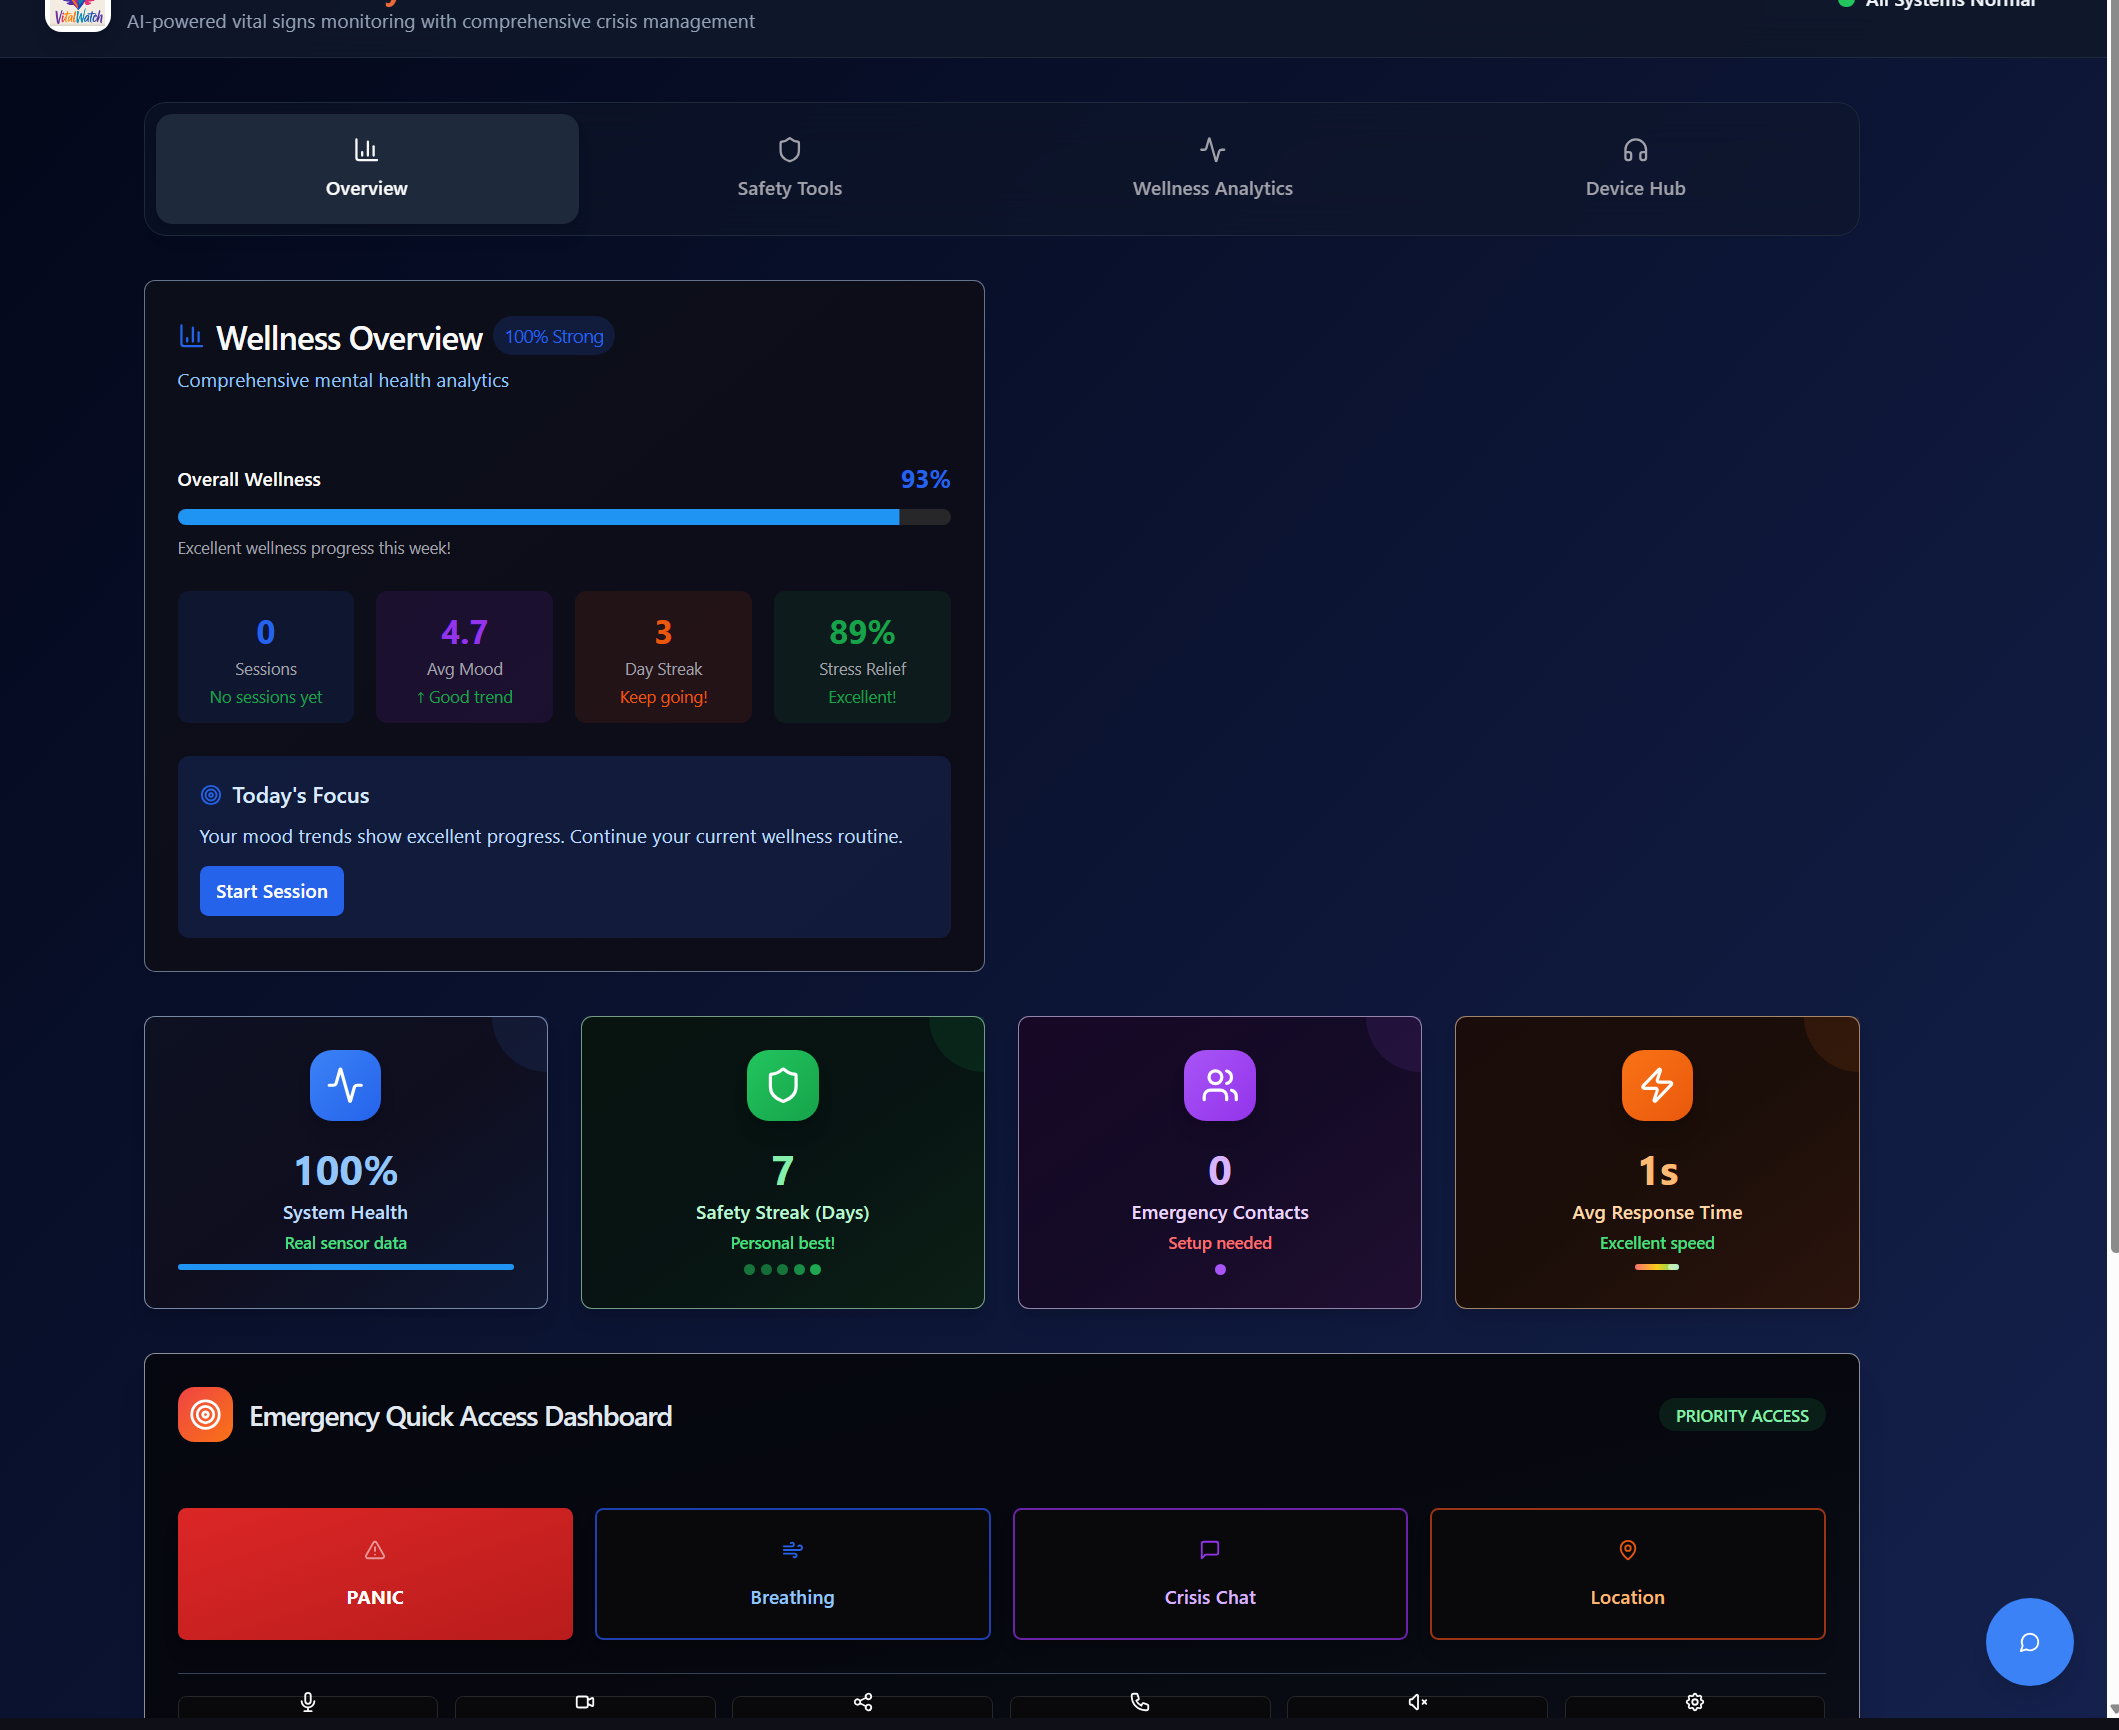 VitalWatch
AI-powered vital signs monitoring with comprehensive crisis management
All Systems Normal
Overview
Safety Tools
Wellness Analytics
Device Hub
Wellness Overview
100% Strong
Comprehensive mental health analytics
Overall Wellness
93%
Excellent wellness progress this week!
0
Sessions
No sessions yet
4.7
Avg Mood
↑ Good trend
3
Day Streak
Keep going!
89%
Stress Relief
Excellent!
Today's Focus
Your mood trends show excellent progress. Continue your current wellness routine.
Start Session
100%
System Health
Real sensor data
7
Safety Streak (Days)
Personal best!
0
Emergency Contacts
Setup needed
1s
Avg Response Time
Excellent speed
Emergency Quick Access Dashboard
PRIORITY ACCESS
PANIC
Breathing
Crisis Chat
Location